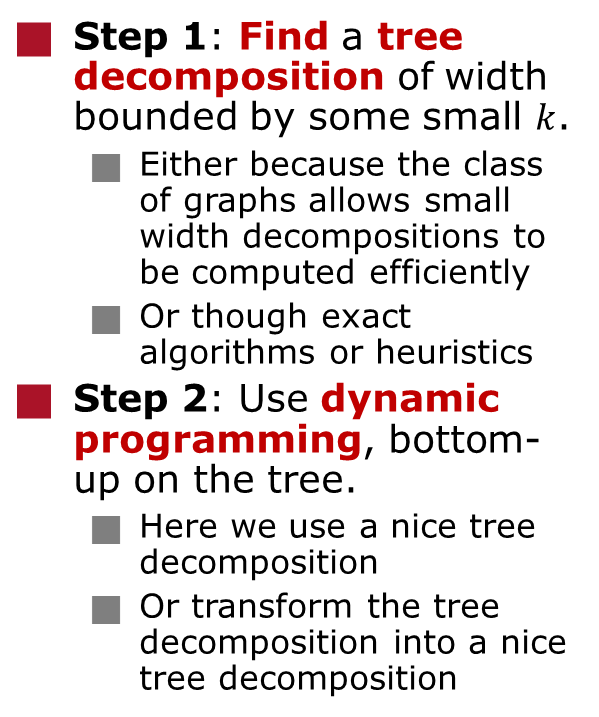 Step 1: Find a tree
decomposition of width
bounded by some small k.
Either because the class
of graphs allows small
width decompositions to
be computed efficiently
Or though exact
algorithms or heuristics
Step 2: Use dynamic
programming, bottom-
up on the tree.
Here we use a nice tree
decomposition
Or transform the tree
decomposition into a nice
tree decomposition